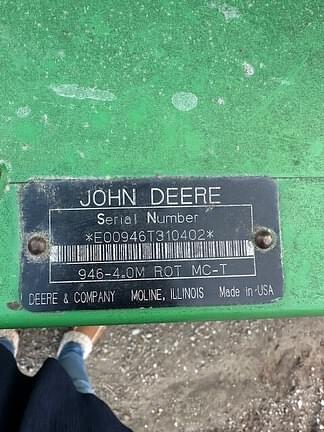 JOHN DEERE
Serial Number
*E00946T310402*
946-4.0M ROT MC-T
DEERE & COMPANY MOLINE, ILLINOIS Made in USA